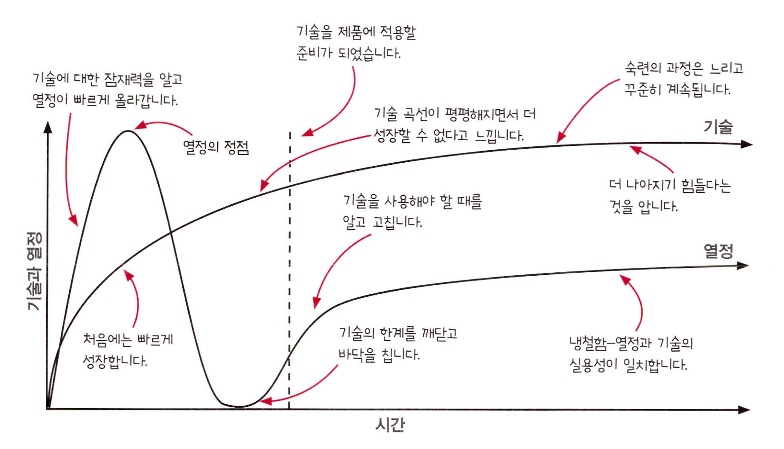 기술을 제품에 적용할
준비가 되었습니다.
기술에 대한 잠재력을 알고
열정이 빠르게 올라갑니다.
숙련의 과정은 느리고
꾸준히 계속됩니다.
열정의 정점
기술 곡선이 평평해지면서 더
성장할 수 없다고 느낍니다.
기술
더 나아지기 힘들다는
것을 압니다.
기술을 사용해야 할 때를
알고 고칩니다.
열정
기술과 열정
처음에는 빠르게
성장합니다.
기술의 한계를 깨닫고
바닥을 칩니다.
냉철함–열정과 기술의
실용성이 일치합니다.
시간